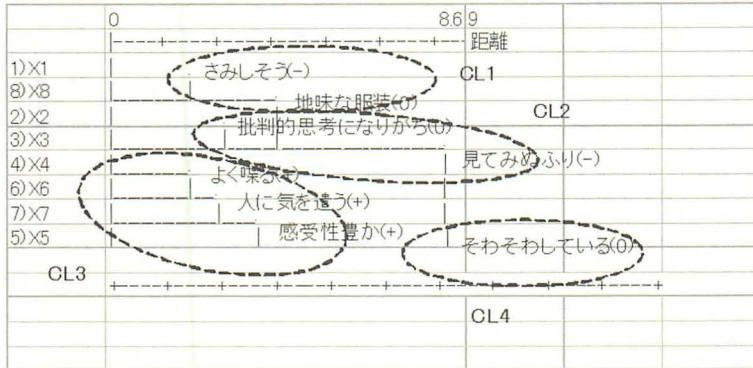 0 8.69
距離
1)X1 さみしそう(-) CL1
8)X8 地味な服装(0) CL2
2)X2 批判的思考になりがち(0)
3)X3 見てみぬふり(-)
4)X4 よく喋る(+)
6)X6 人に気を遣う(+)
7)X7 感受性豊か(+)
5)X5 そわそわしている(0)
CL3
CL4